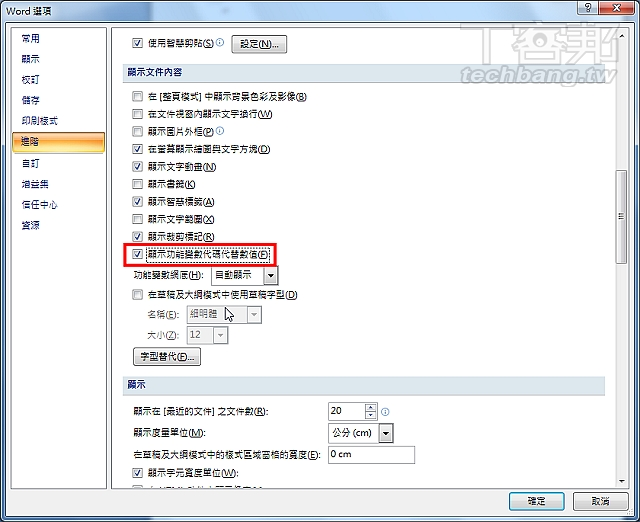 Word 選項
T客邦
techbang.tw
常用
顯示
校訂
儲存
印刷樣式
進階
自訂
增益集
信任中心
資源
使用智慧剪貼(S)
設定(N)...
顯示文件內容
在 [整頁模式] 中顯示背景色彩及影像(B)
在文件視窗內顯示文字換行(W)
顯示圖片外框(P)
在螢幕顯示繪圖與文字方塊(D)
顯示文字動畫(N)
顯示書籤(K)
顯示智慧標籤(A)
顯示文字範圍(X)
顯示裁剪標記(R)
顯示功能變數代碼代替數值(F)
功能變數網底(H): 自動顯示
在草稿及大綱模式中使用草稿字型(D)
名稱(E): 細明體
大小(Z): 12
字型替代(F)...
顯示
顯示在 [最近的文件] 之文件數(R): 20
顯示度量單位(M): 公分 (cm)
在草稿及大綱模式中的樣式區域窗格的寬度(E): 0 cm
顯示字元寬度單位(W):
確定 取消